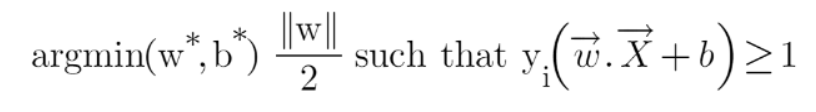 argmin(w*,b*) ‖w‖/2 such that yᵢ(w⃗.X⃗+b)≥1